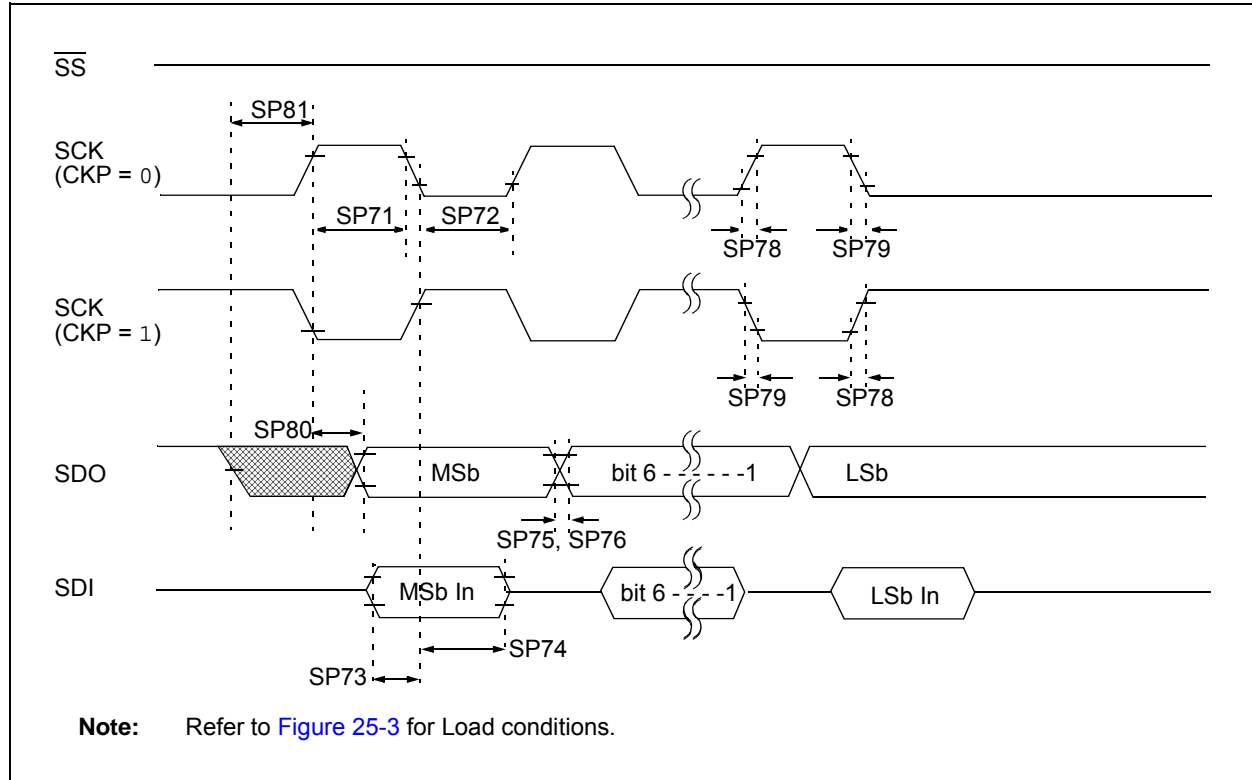 SS
SP81
SCK
(CKP = 0)
SP71
SP72
SP78
SP79
SCK
(CKP = 1)
SP79
SP78
SP80
SDO
MSb
bit 6 - - - - - -1
LSb
SP75, SP76
SDI
MSb In
bit 6 - - - - -1
LSb In
SP74
SP73
Note: Refer to Figure 25-3 for Load conditions.